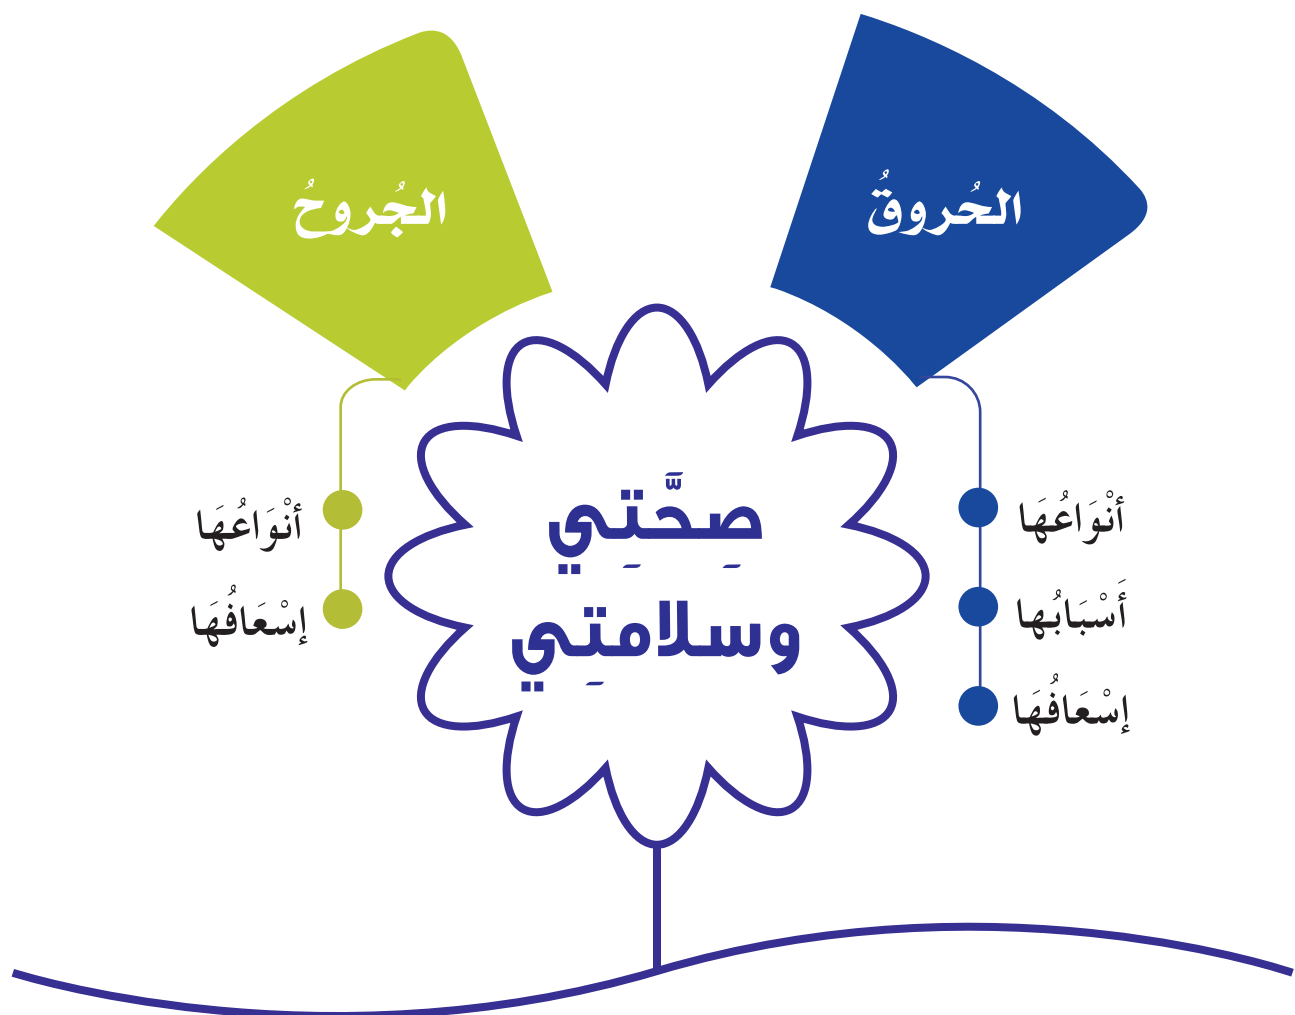 الحُروقُ
أنْوَاعُهَا
أَسْبَابُها
إسْعَافُهَا
الجُروحُ
أنْوَاعُهَا
إسْعَافُهَا
صِحَّتِي
وسلامتِي